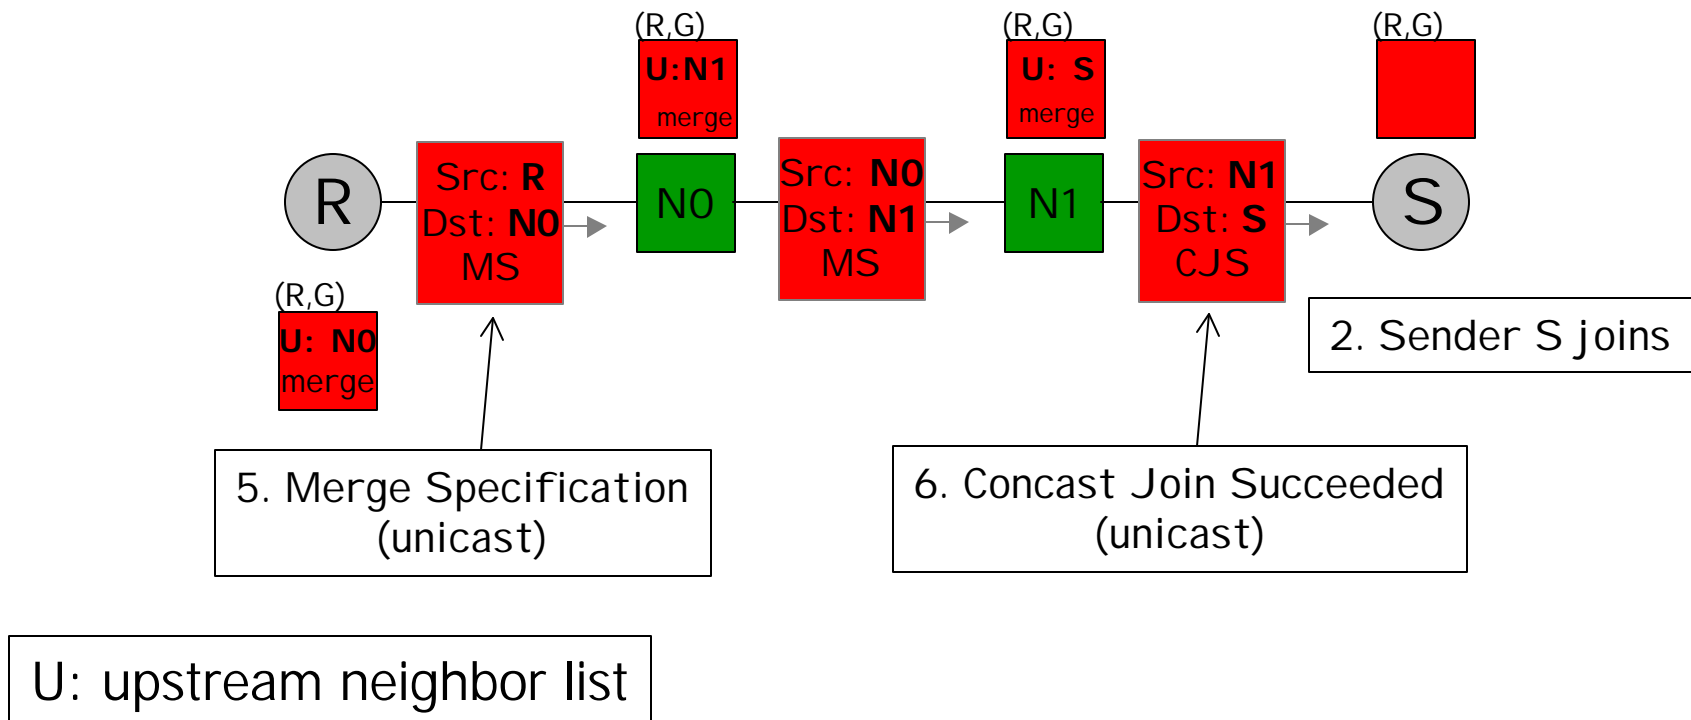 (R,G)
U:N1
merge
(R,G)
U: S
merge
(R,G)
R
Src: R
Dst: N0
MS
N0
Src: N0
Dst: N1
MS
N1
Src: N1
Dst: S
CJS
S
(R,G)
U: N0
merge
2. Sender S joins
5. Merge Specification
(unicast)
6. Concast Join Succeeded
(unicast)
U: upstream neighbor list